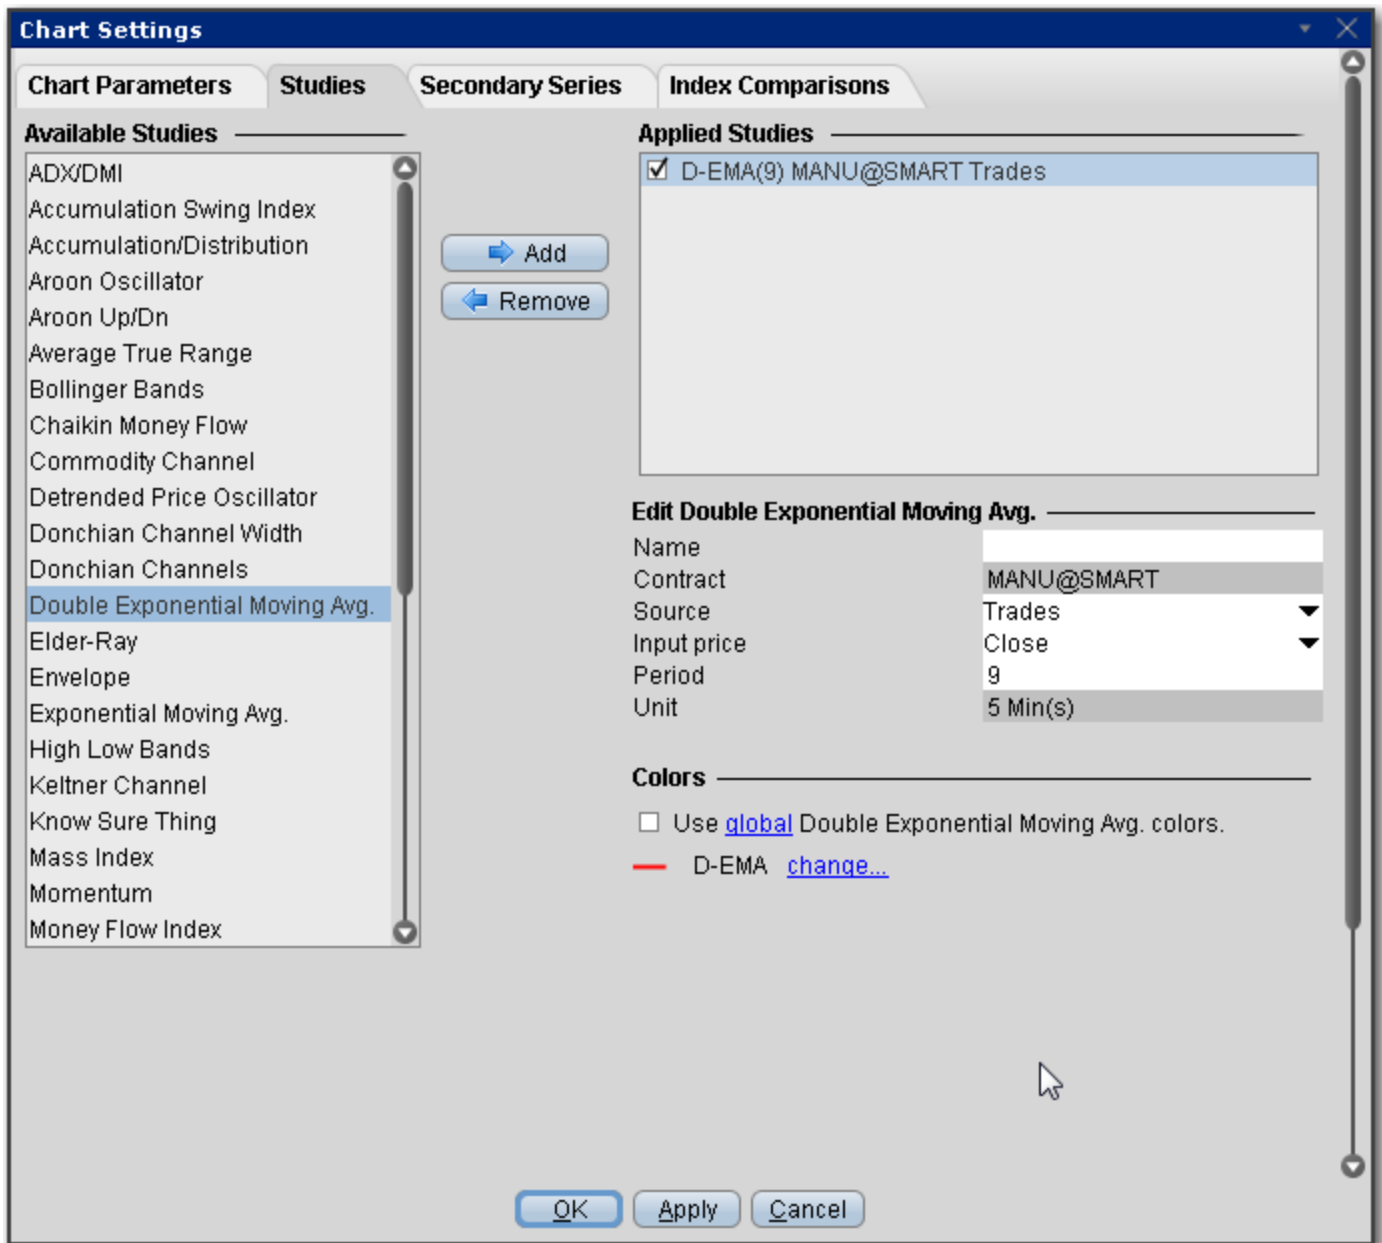 Chart Settings
Chart Parameters
Studies
Secondary Series
Index Comparisons
Available Studies
ADX/DMI
Accumulation Swing Index
Accumulation/Distribution
Aroon Oscillator
Aroon Up/Dn
Average True Range
Bollinger Bands
Chaikin Money Flow
Commodity Channel
Detrended Price Oscillator
Donchian Channel Width
Donchian Channels
Double Exponential Moving Avg.
Elder-Ray
Envelope
Exponential Moving Avg.
High Low Bands
Keltner Channel
Know Sure Thing
Mass Index
Momentum
Money Flow Index
Add
Remove
Applied Studies
D-EMA(9) MANU@SMART Trades
Edit Double Exponential Moving Avg.
Name
Contract MANU@SMART
Source Trades
Input price Close
Period 9
Unit 5 Min(s)
Colors
Use global Double Exponential Moving Avg. colors.
D-EMA change...
OK
Apply
Cancel